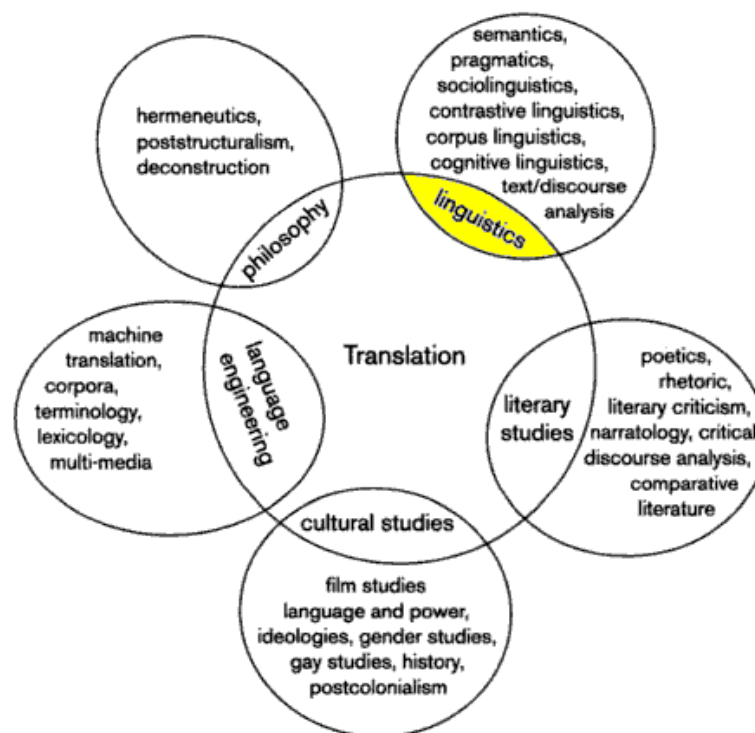 semantics,
pragmatics,
sociolinguistics,
contrastive linguistics,
corpus linguistics,
cognitive linguistics,
text/discourse
analysis
linguistics
hermeneutics,
poststructuralism,
deconstruction
philosophy
machine
translation,
corpora,
terminology,
lexicology,
multi-media
language
engineering
Translation
literary
studies
poetics,
rhetoric,
literary criticism,
narratology, critical
discourse analysis,
comparative
literature
cultural studies
film studies
language and power,
ideologies, gender studies,
gay studies, history,
postcolonialism